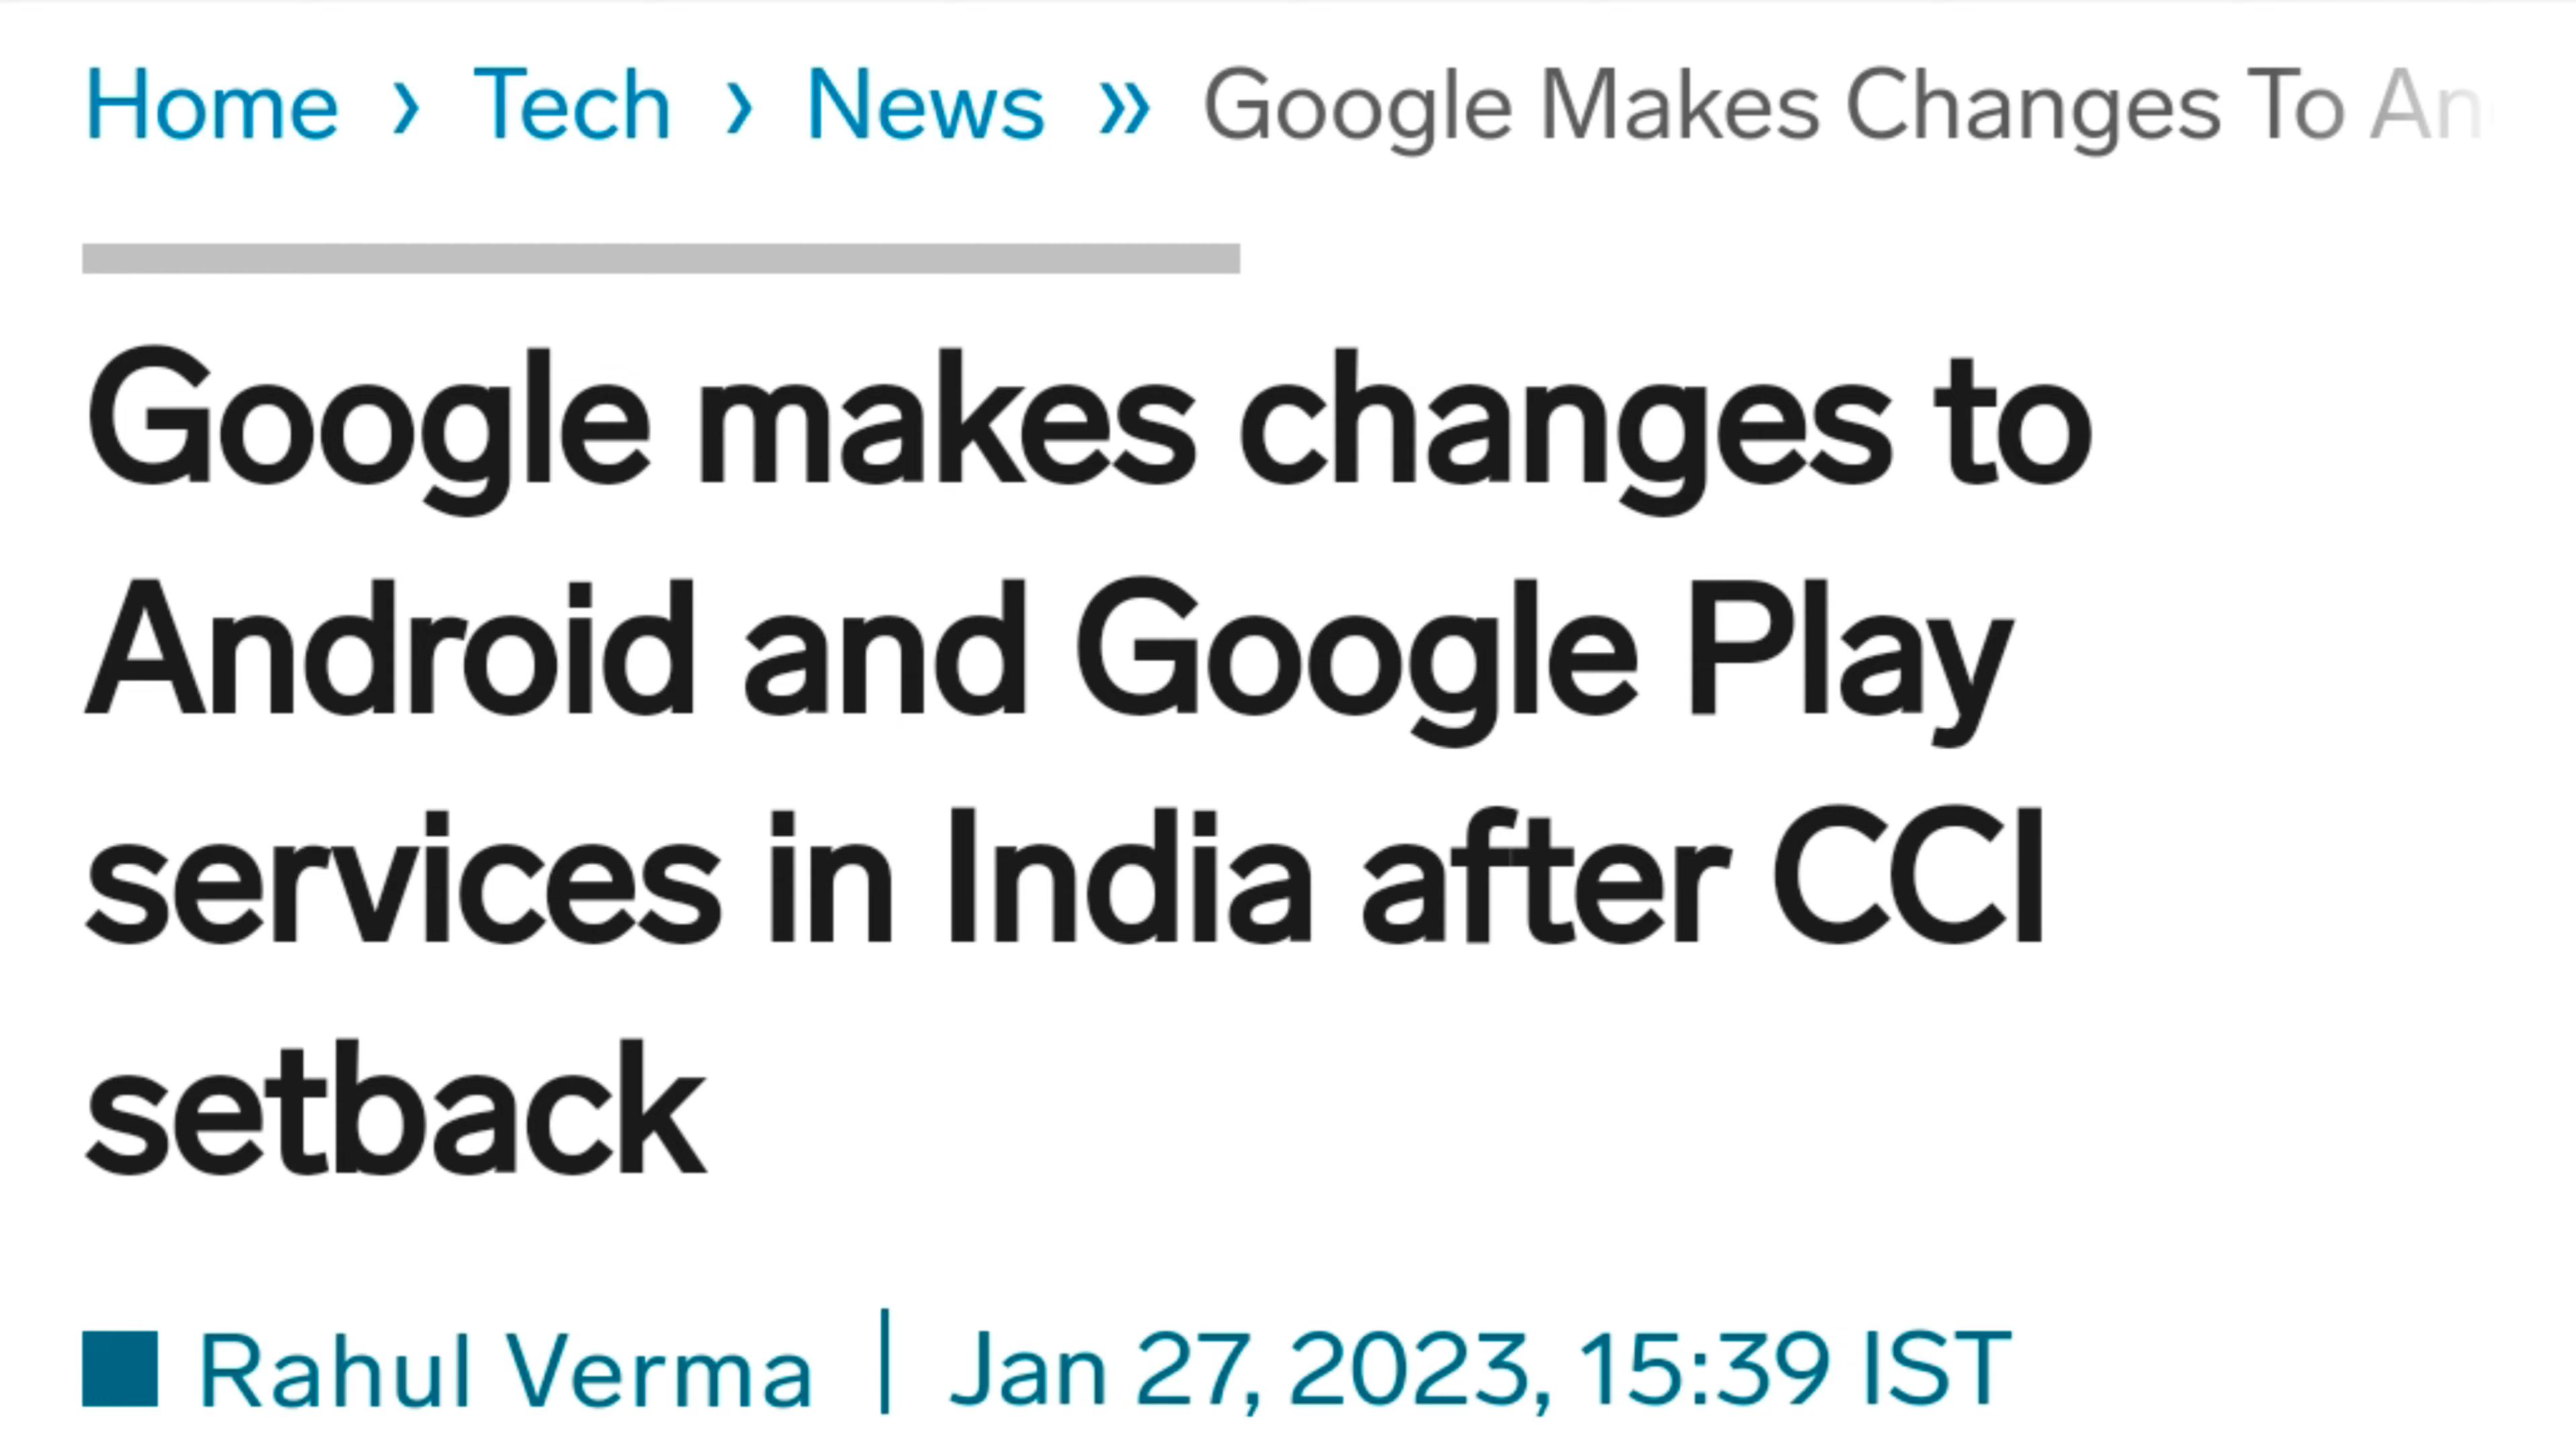 Home › Tech › News » Google Makes Changes To An
Google makes changes to
Android and Google Play
services in India after CCI
setback
Rahul Verma | Jan 27, 2023, 15:39 IST